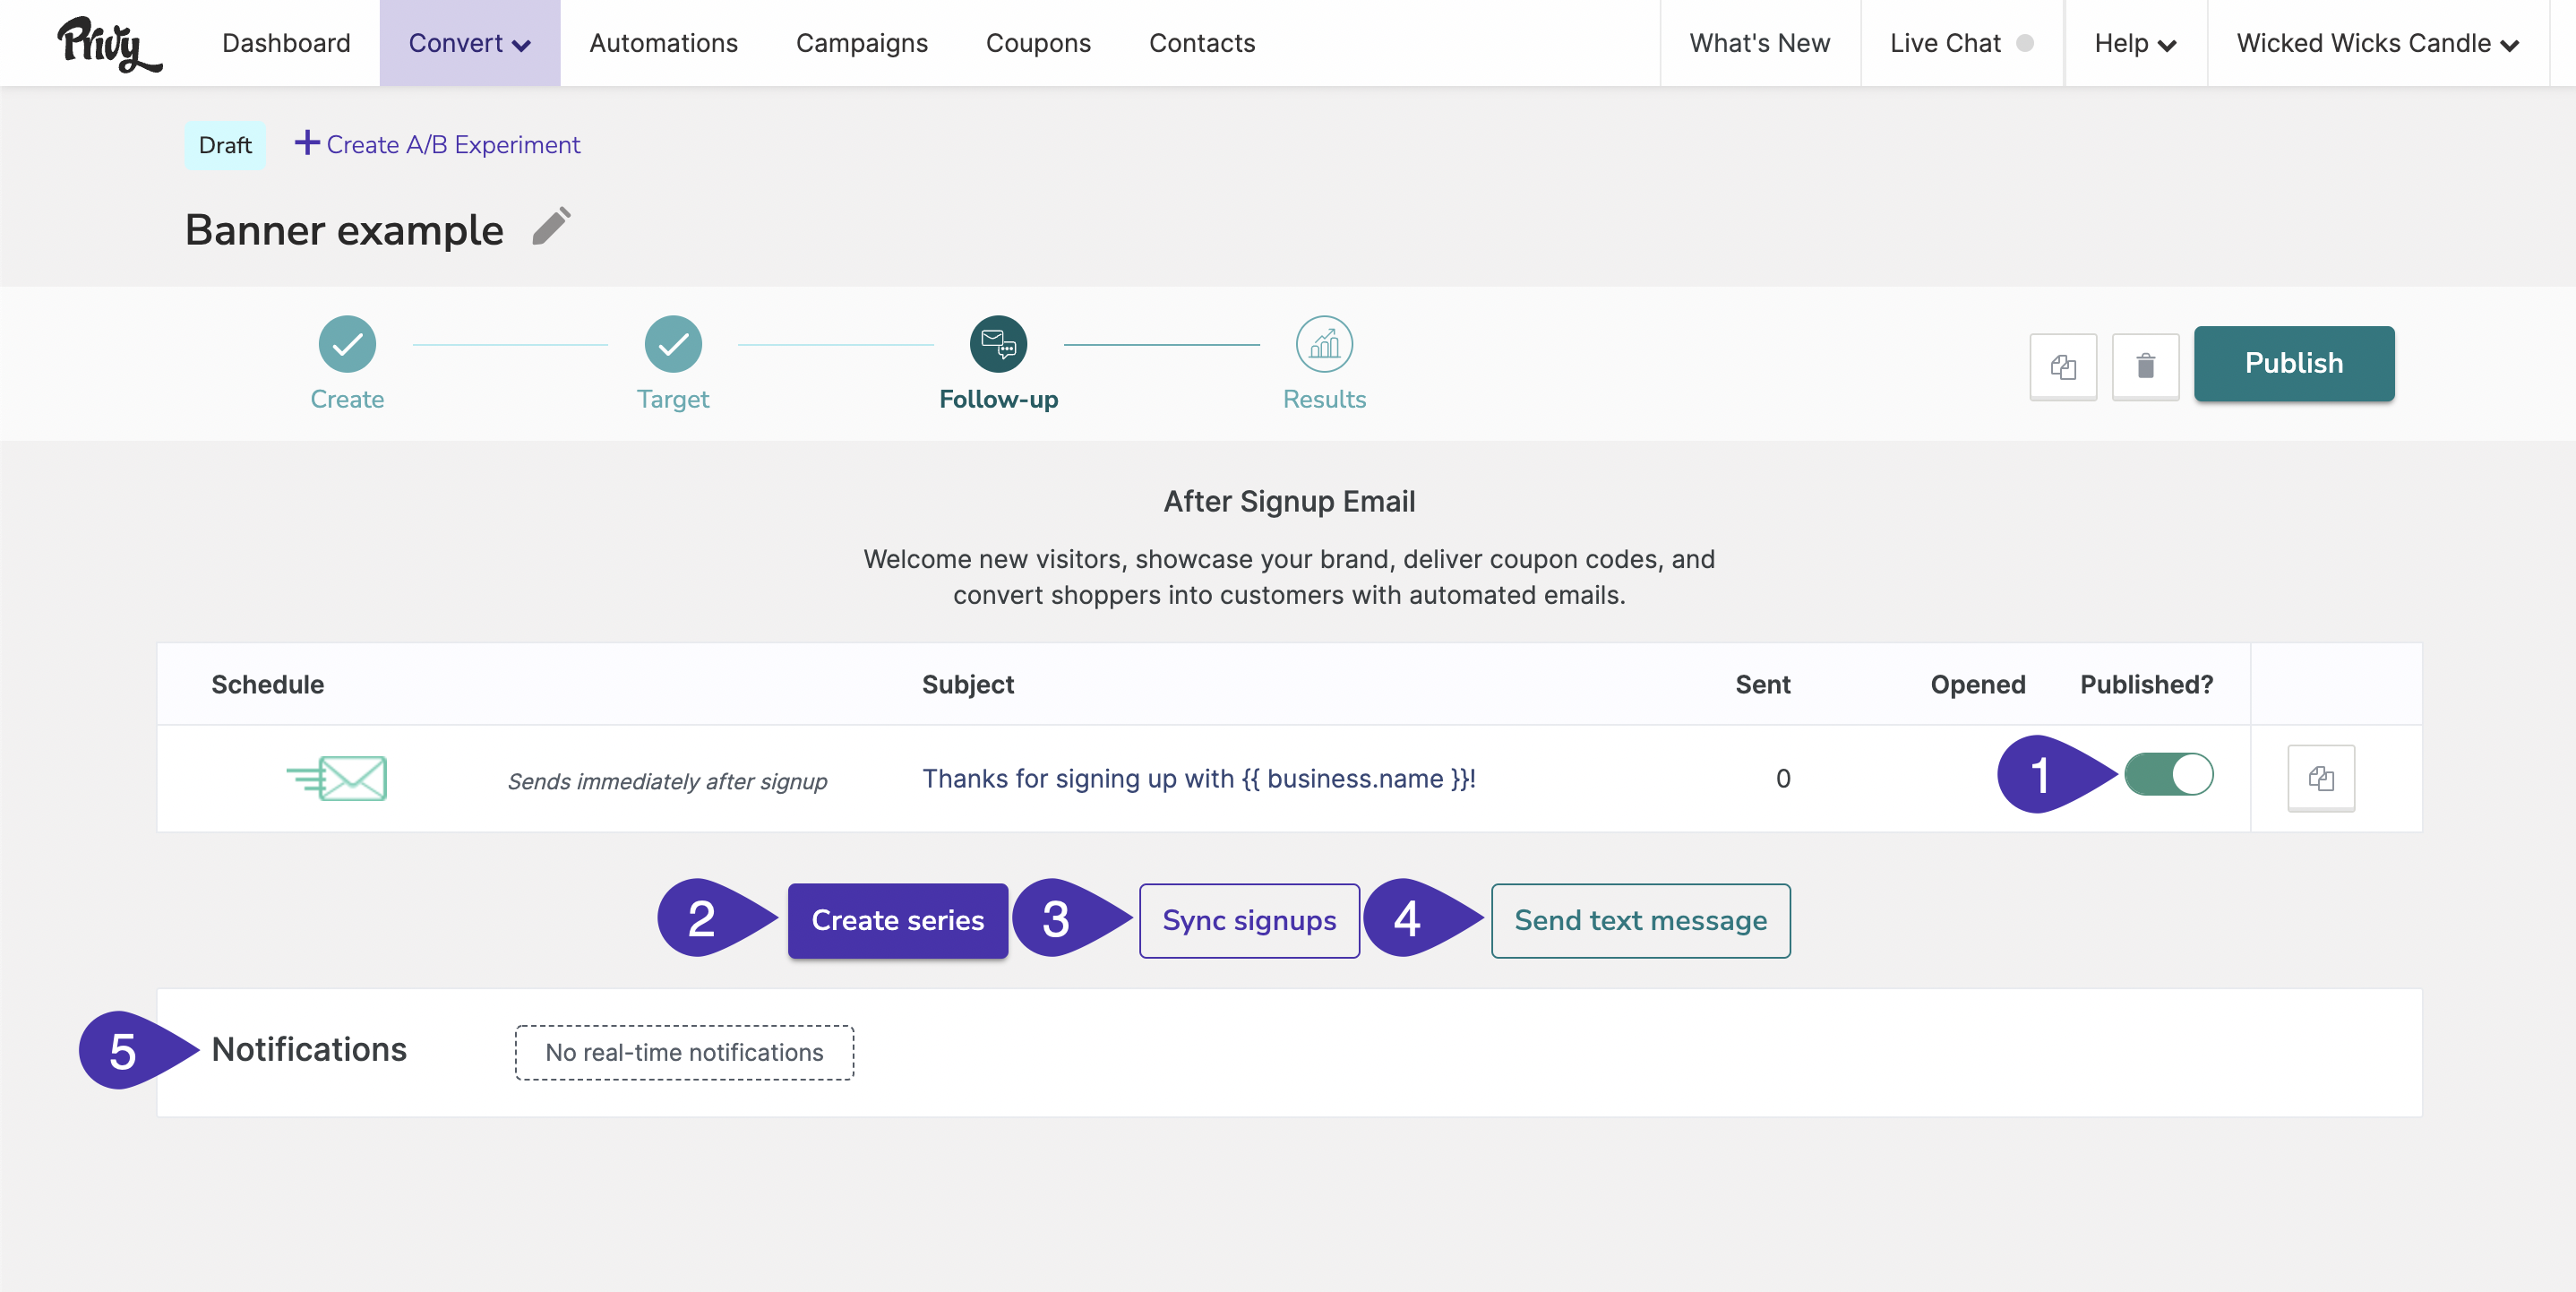 Privy Dashboard Convert Automations Campaigns Coupons Contacts What's New Live Chat Help Wicked Wicks Candle
Draft Create A/B Experiment
Banner example
Create Target Follow-up Results Publish
After Signup Email
Welcome new visitors, showcase your brand, deliver coupon codes, and
convert shoppers into customers with automated emails.
Schedule Subject Sent Opened Published?
Sends immediately after signup Thanks for signing up with {{ business.name }}! 0 1
2 Create series 3 Sync signups 4 Send text message
5 Notifications No real-time notifications